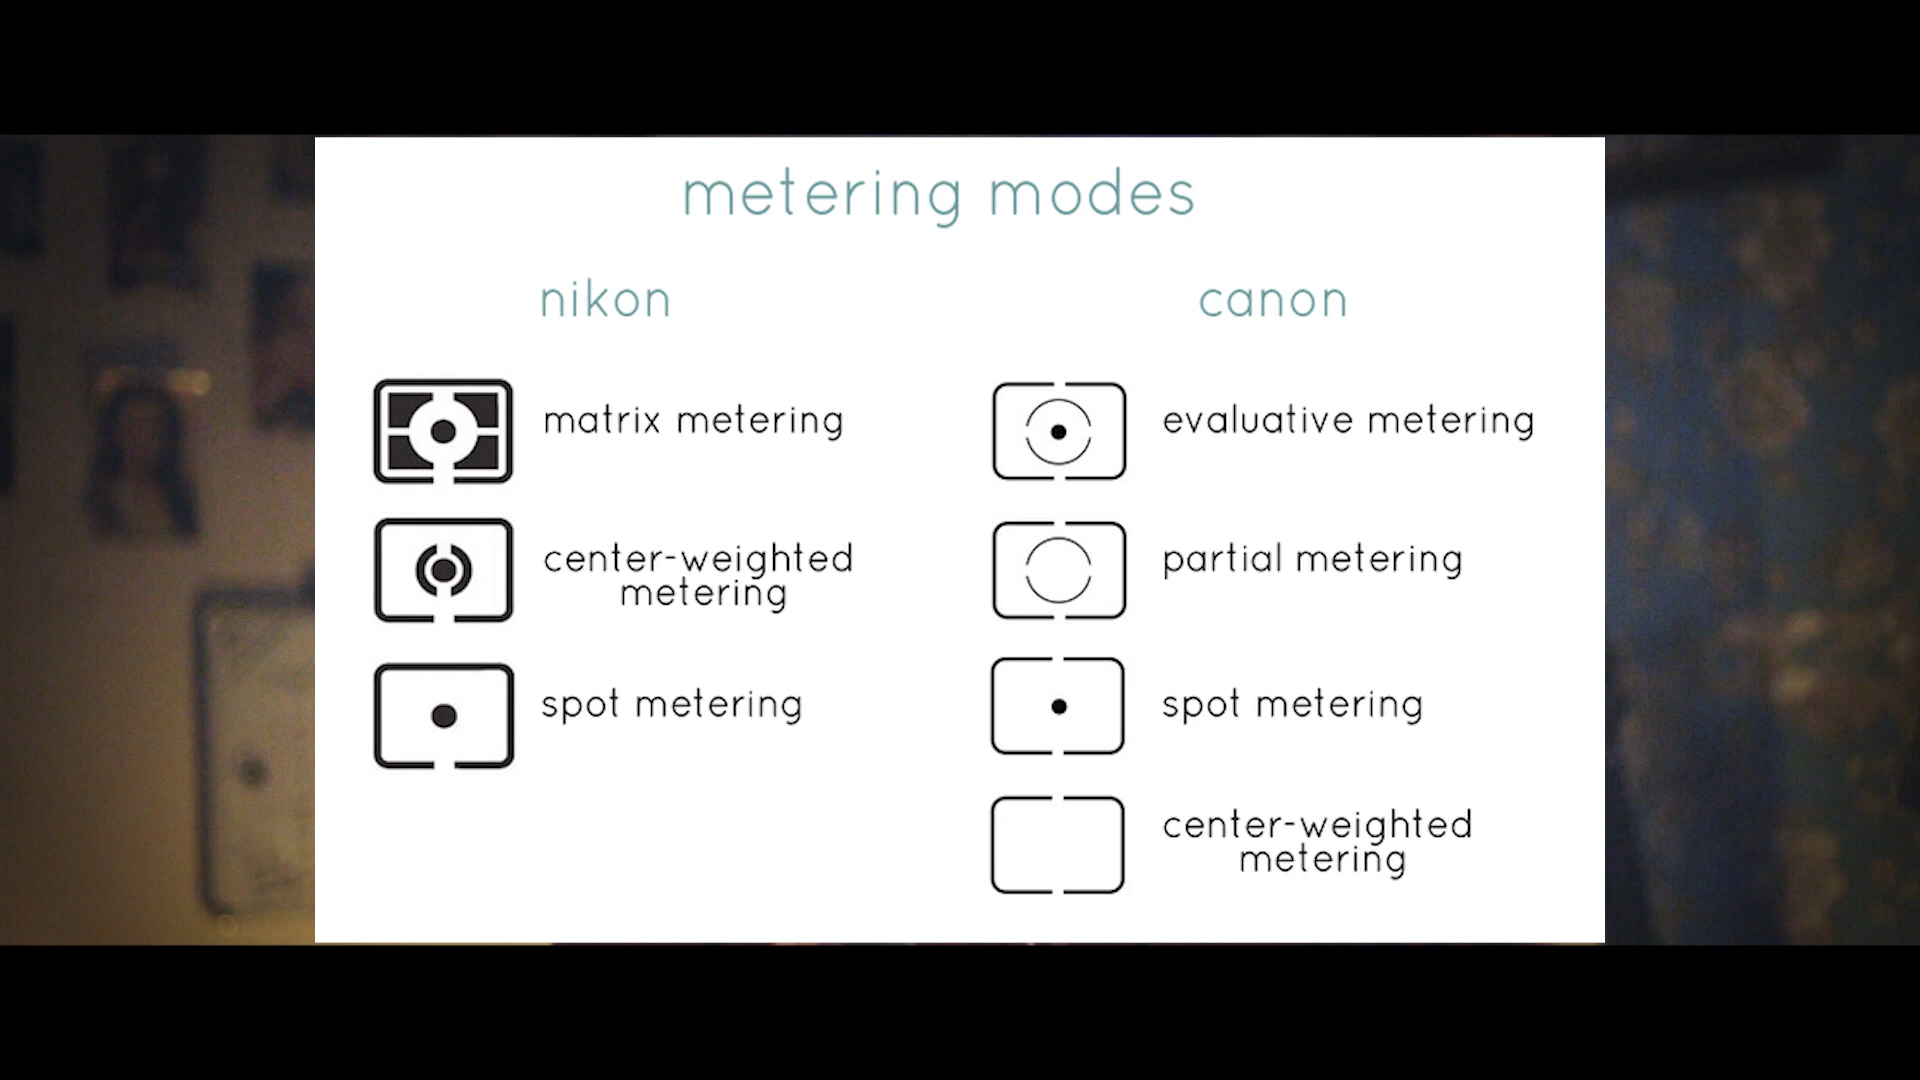 metering modes
nikon
matrix metering
center-weighted
metering
spot metering
canon
evaluative metering
partial metering
spot metering
center-weighted
metering